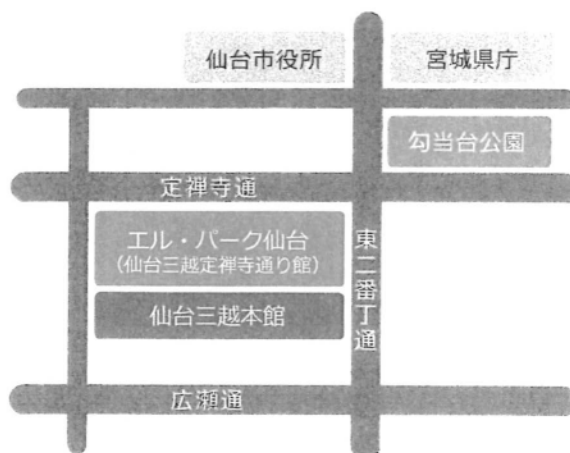 仙台市役所
宮城県庁
勾当台公園
定禅寺通
エル・パーク仙台
（仙台三越定禅寺通り館）
東二番丁通
仙台三越本館
広瀬通